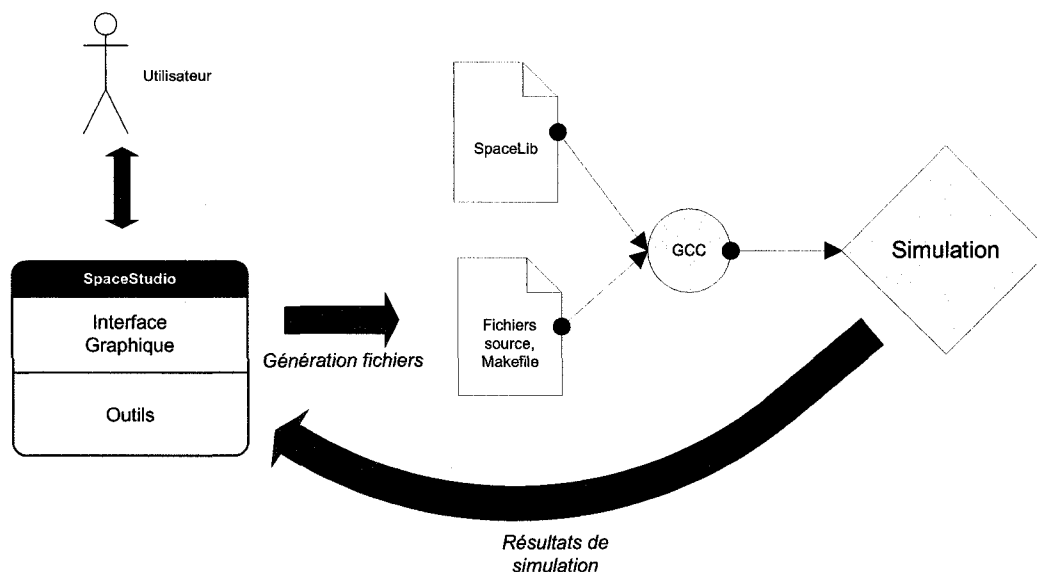 Utilisateur
SpaceLib
GCC
Simulation
SpaceStudio
Interface
Graphique
Outils
Génération fichiers
Fichiers
source,
Makefile
Résultats de
simulation